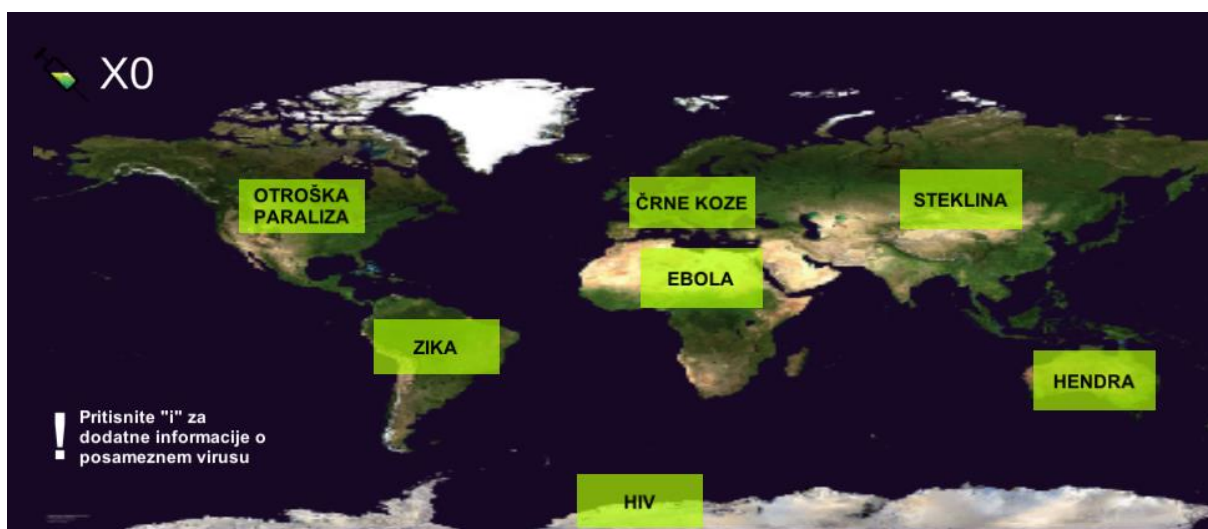 X0
OTROŠKA
PARALIZA
ČRNE KOZE
STEKLINA
EBOLA
ZIKA
HENDRA
Pritisnite "i" za
dodatne informacije o
posameznem virusu
!
HIV